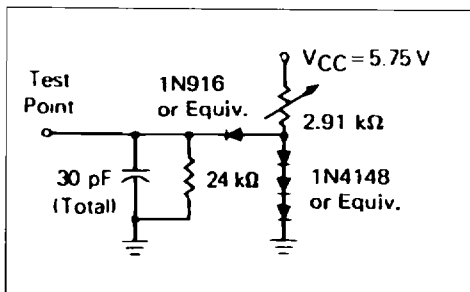 VCC = 5.75 V
Test
Point
1N916
or Equiv.
2.91 kΩ
30 pF
(Total)
24 kΩ
1N4148
or Equiv.